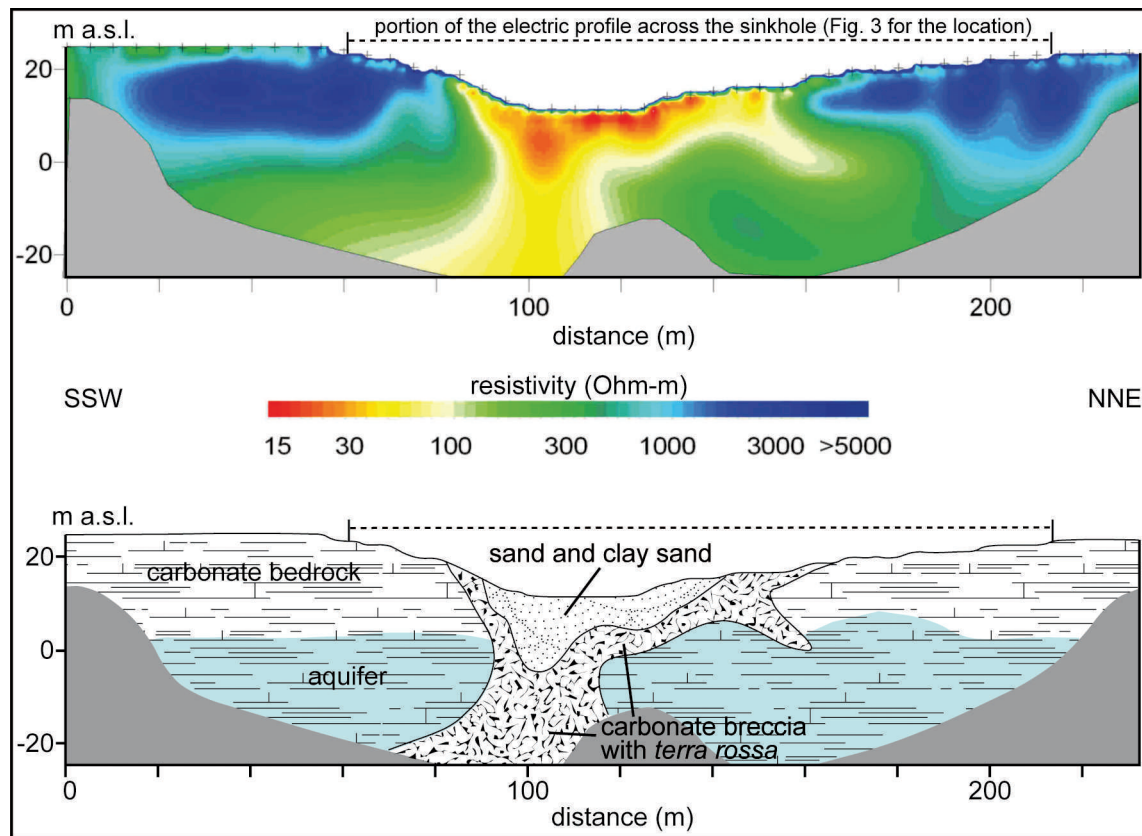 portion of the electric profile across the sinkhole (Fig. 3 for the location)
m a.s.l.
20
0
-20
0 100 200
distance (m)
resistivity (Ohm-m)
SSW NNE
15 30 100 300 1000 3000 >5000
m a.s.l.
20
sand and clay sand
carbonate bedrock
0
aquifer
carbonate breccia
with terra rossa
-20
0 100 200
distance (m)